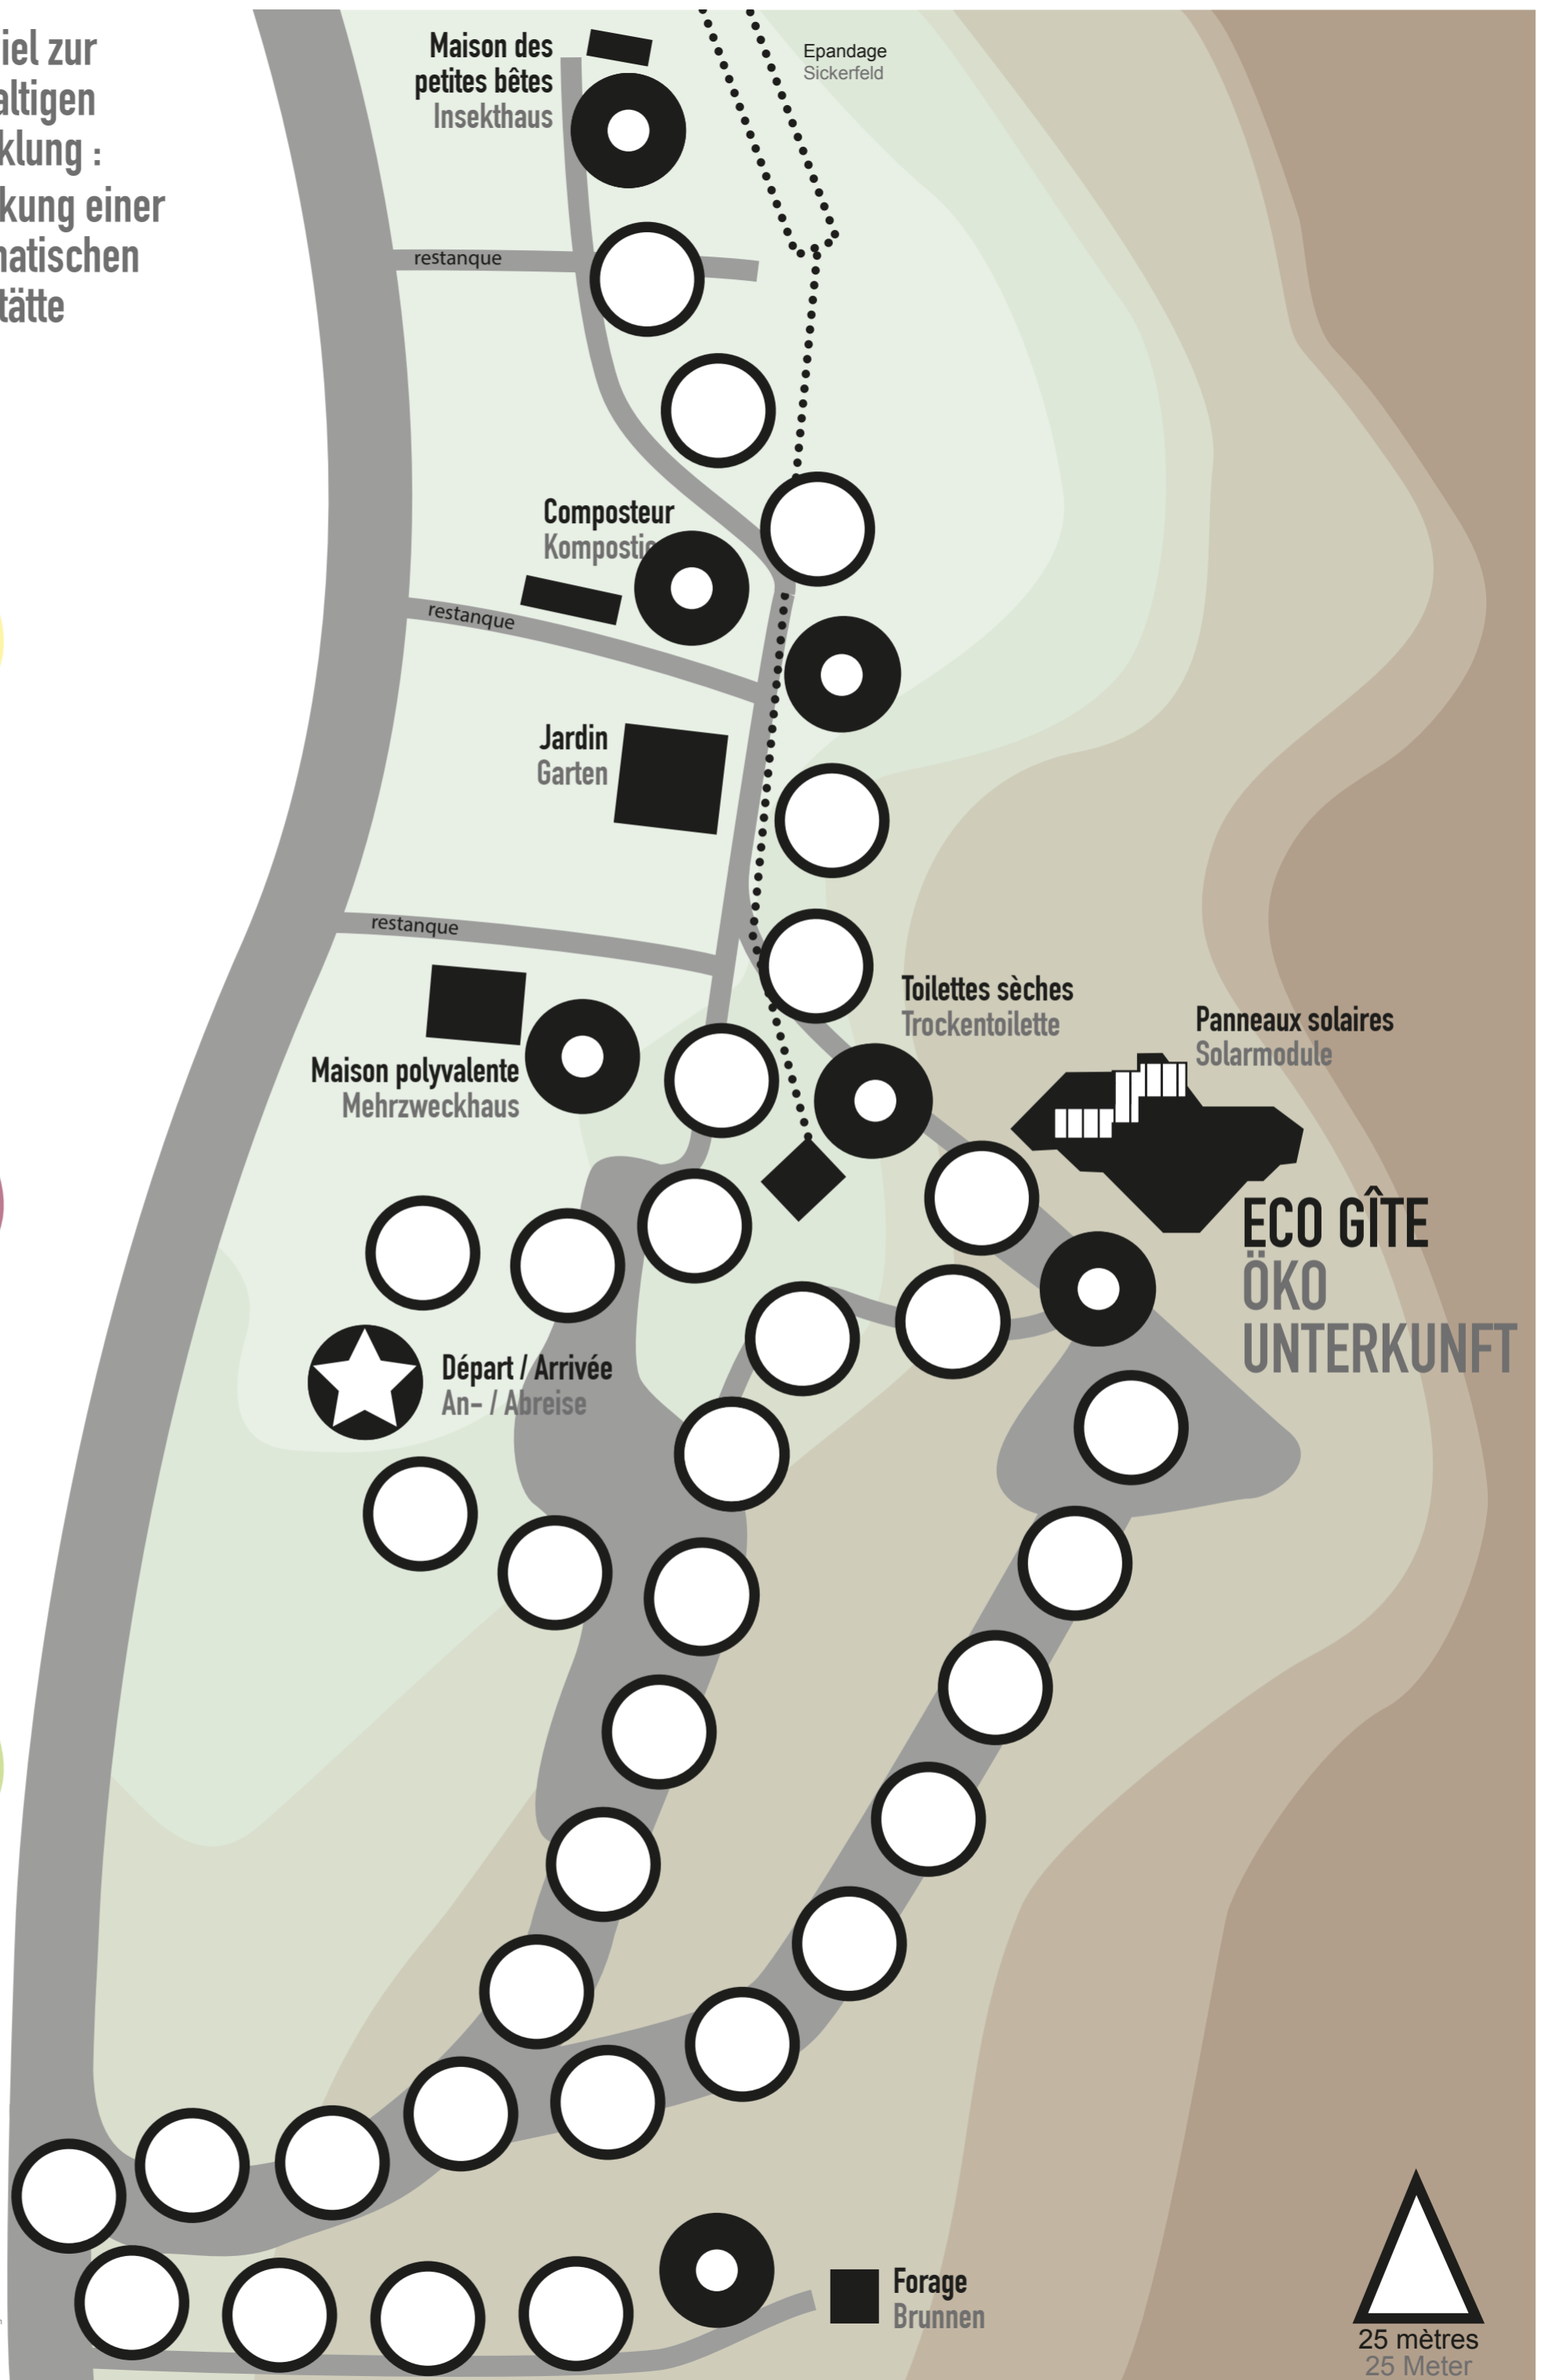 iel zur
altigen
klung :
kung einer
natischen
tätte
Maison des
petites bêtes
Insekthaus
Epandage
Sickerfeld
restanque
Composteur
restanque
Jardin
Garten
restanque
Maison polyvalente
Mehrzweckhaus
Toilettes sèches
Trockentoilette
Panneaux solaires
Solarmodule
ECO GÎTE
ÖKO
UNTERKUNFT
Départ / Arrivée
An- / Abreise
Forage
Brunnen
25 mètres
25 Meter